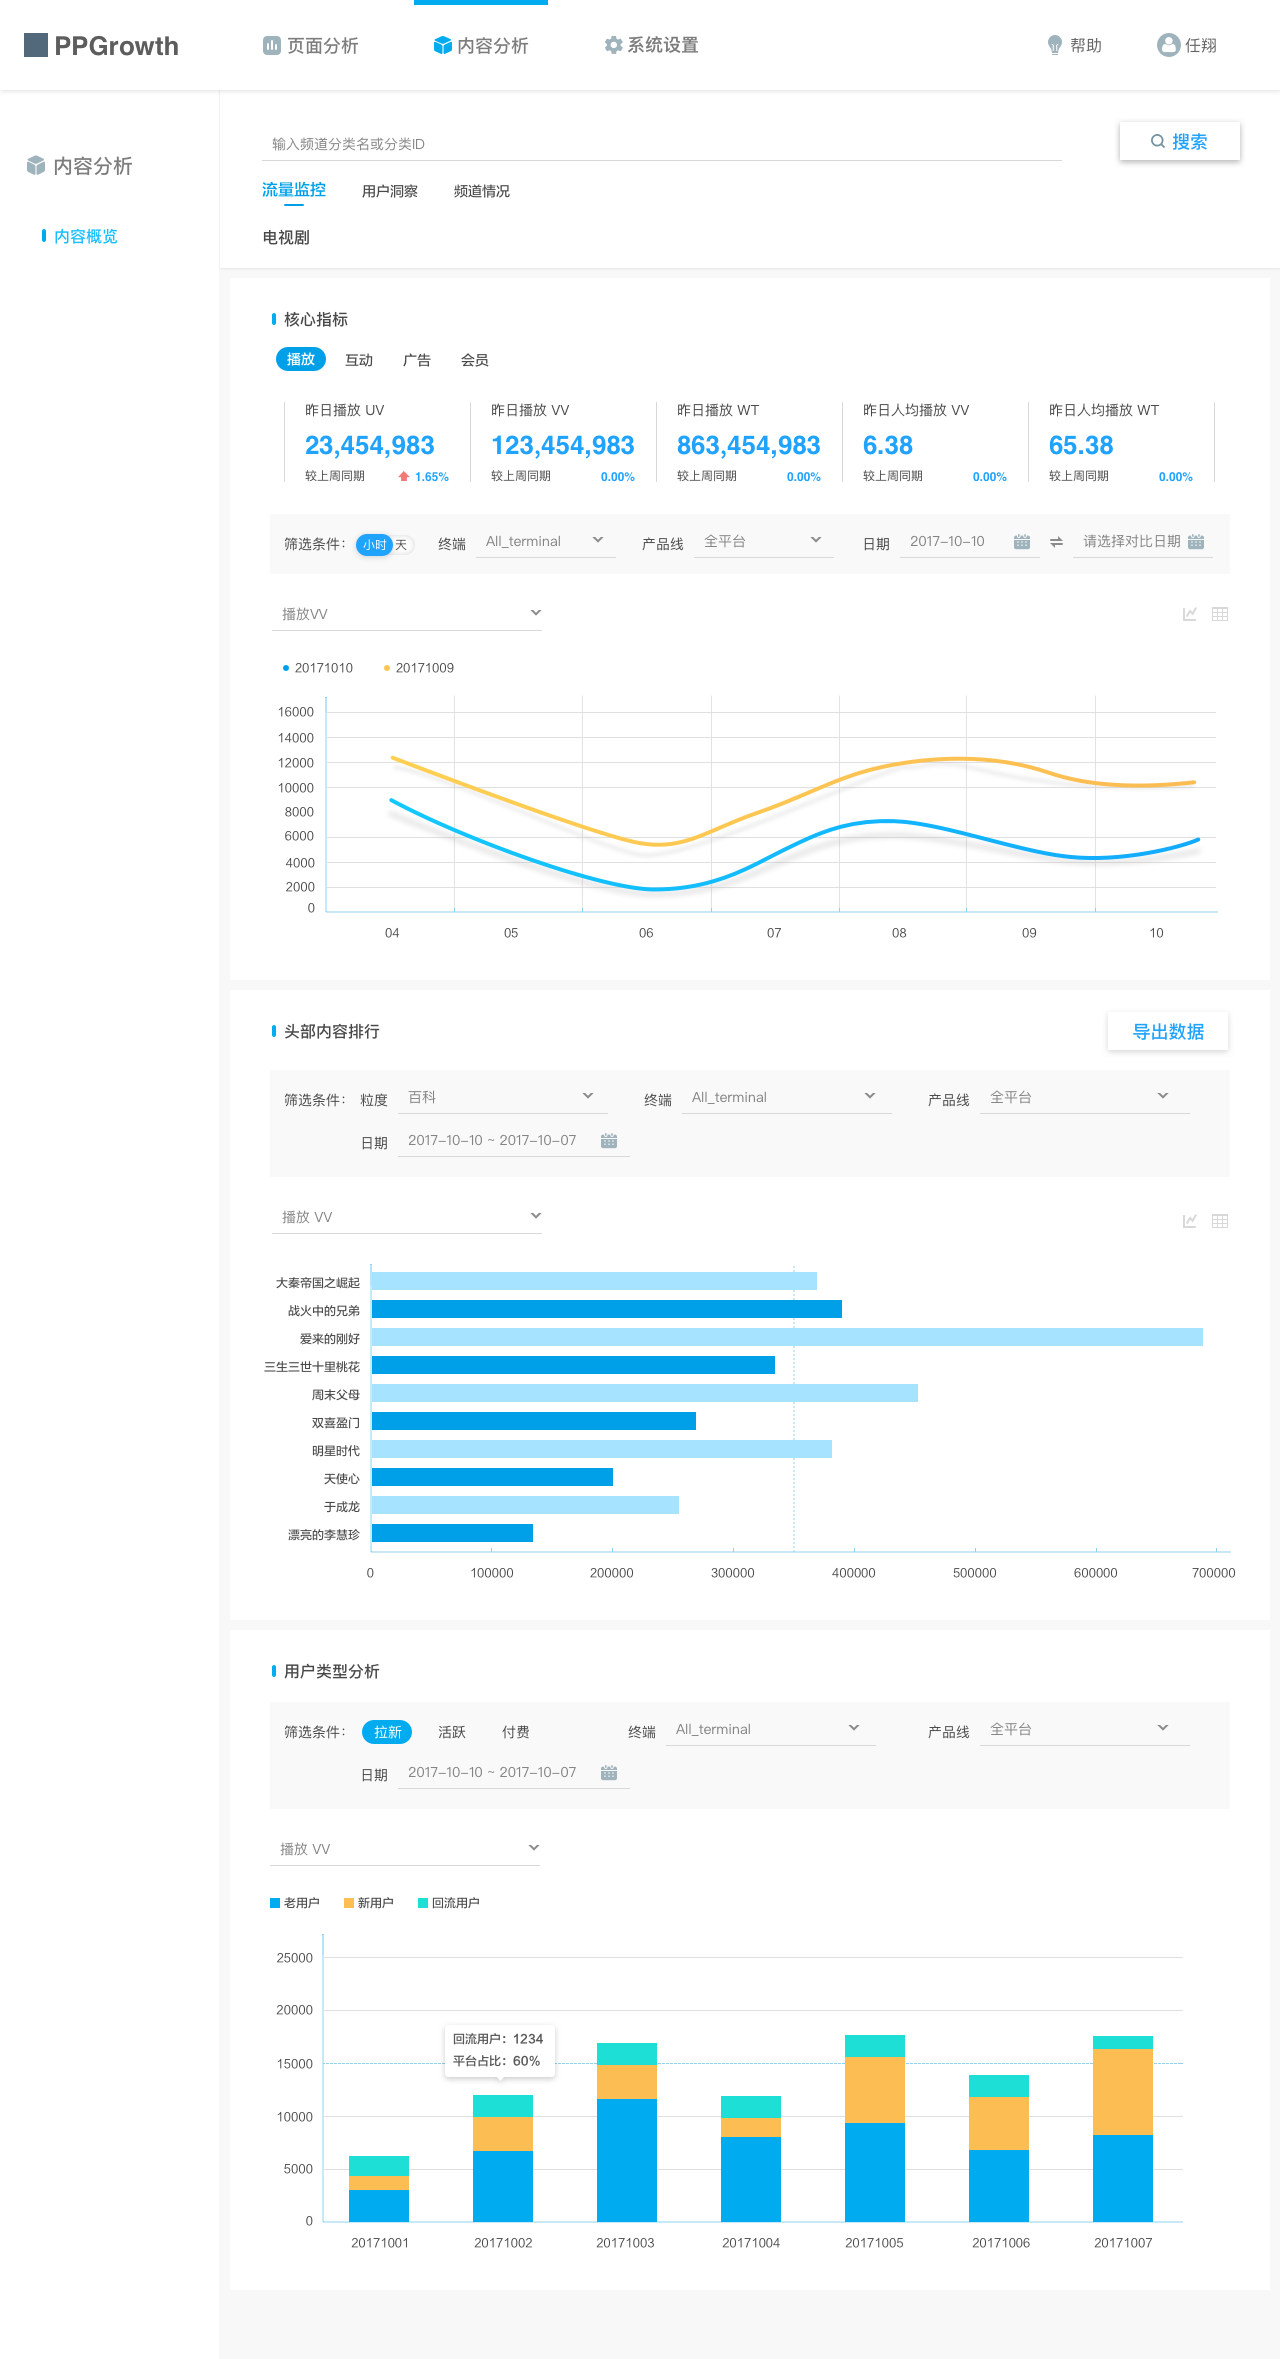 PPGrowth 页面分析 内容分析 系统设置 帮助 任翔
内容分析
内容概览
输入频道分类名或分类ID 搜索
流量监控 用户洞察 频道情况
电视剧
核心指标
播放 互动 广告 会员
昨日播放 UV 昨日播放 VV 昨日播放 WT 昨日人均播放 VV 昨日人均播放 WT
23,454,983 123,454,983 863,454,983 6.38 65.38
较上周同期 1.65% 较上周同期 0.00% 较上周同期 0.00% 较上周同期 0.00% 较上周同期 0.00%
筛选条件： 小时 天 终端 All_terminal 产品线 全平台 日期 2017-10-10 请选择对比日期
播放VV
20171010 20171009
16000
14000
12000
10000
8000
6000
4000
2000
0
04 05 06 07 08 09 10
头部内容排行 导出数据
筛选条件： 粒度 百科 终端 All_terminal 产品线 全平台
日期 2017-10-10 ~ 2017-10-07
播放 VV
大秦帝国之崛起
战火中的兄弟
爱来的刚好
三生三世十里桃花
周末父母
双喜盈门
明星时代
天使心
于成龙
漂亮的李慧珍
0 100000 200000 300000 400000 500000 600000 700000
用户类型分析
筛选条件： 拉新 活跃 付费 终端 All_terminal 产品线 全平台
日期 2017-10-10 ~ 2017-10-07
播放 VV
老用户 新用户 回流用户
25000
20000
回流用户：1234
平台占比：60%
15000
10000
5000
0
20171001 20171002 20171003 20171004 20171005 20171006 20171007